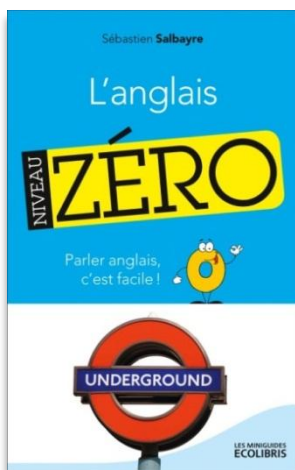 Sébastien Salbayre
L'anglais
NIVEAU
ZÉRO
Parler anglais,
c'est facile !
UNDERGROUND
LES MINIGUIDES
ECOLIBRIS